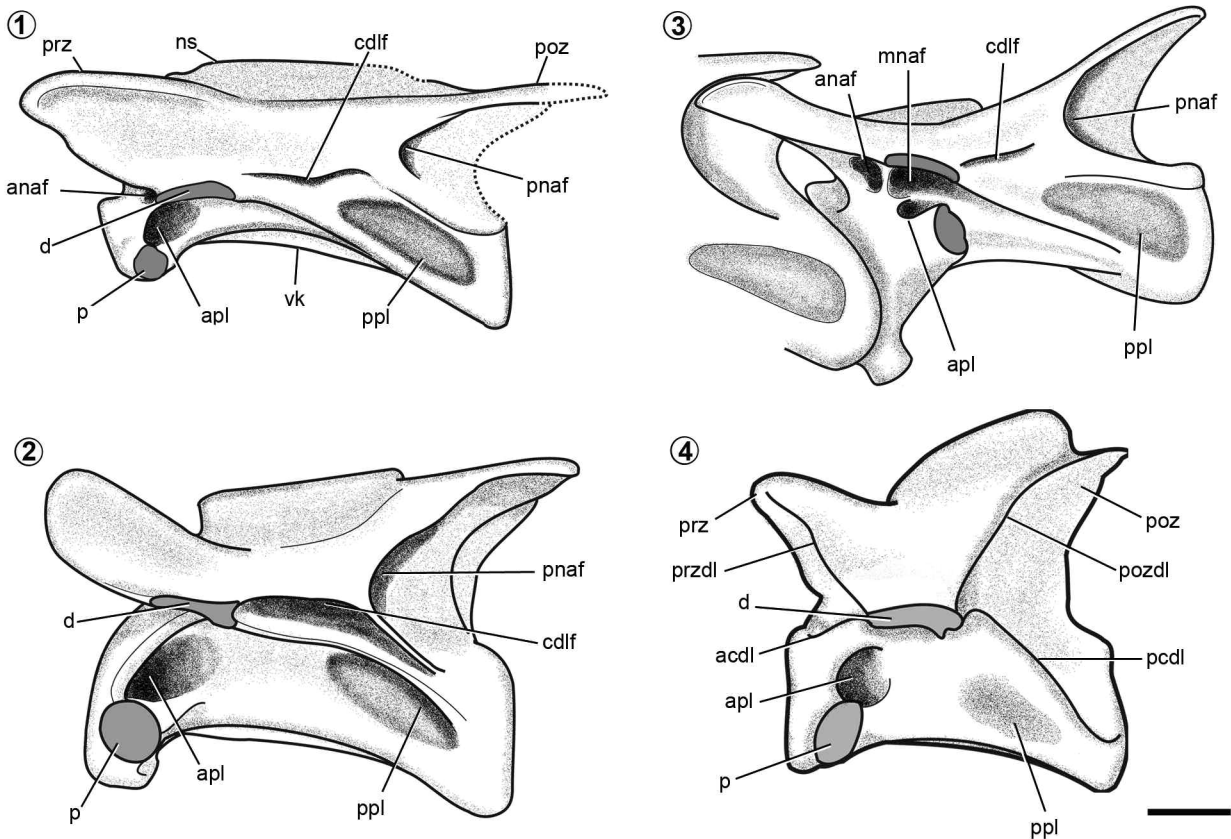 1
prz
ns
cdlf
poz
anaf
pnaf
d
p
apl
vk
ppl
3
anaf
mnaf
cdlf
pnaf
apl
ppl
2
d
pnaf
cdlf
p
apl
ppl
4
prz
poz
przdl
pozdl
d
acdl
pcdl
apl
p
ppl